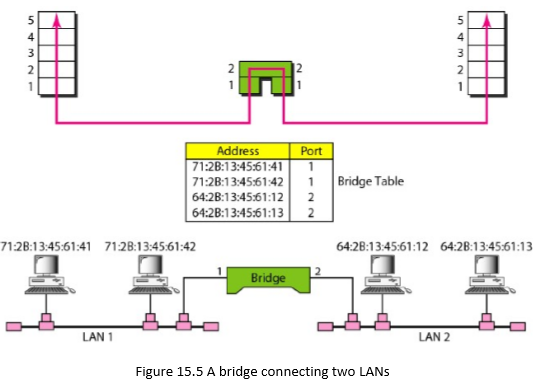 5 5
4 4
3 3
2 2 2 2
1 1 1 1
Address Port
71:2B:13:45:61:41 1
71:2B:13:45:61:42 1
64:2B:13:45:61:12 2
64:2B:13:45:61:13 2
Bridge Table
71:2B:13:45:61:41 71:2B:13:45:61:42 64:2B:13:45:61:12 64:2B:13:45:61:13
1 Bridge 2
LAN 1 LAN 2
Figure 15.5 A bridge connecting two LANs